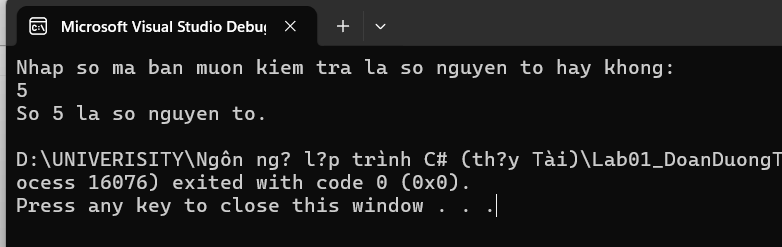 Microsoft Visual Studio Debu
Nhap so ma ban muon kiem tra la so nguyen to hay khong:
5
So 5 la so nguyen to.
D:\UNIVERISITY\Ngôn ng? l?p trình C# (th?y Tài)\Lab01_DoanDuongT
ocess 16076) exited with code 0 (0x0).
Press any key to close this window . . .